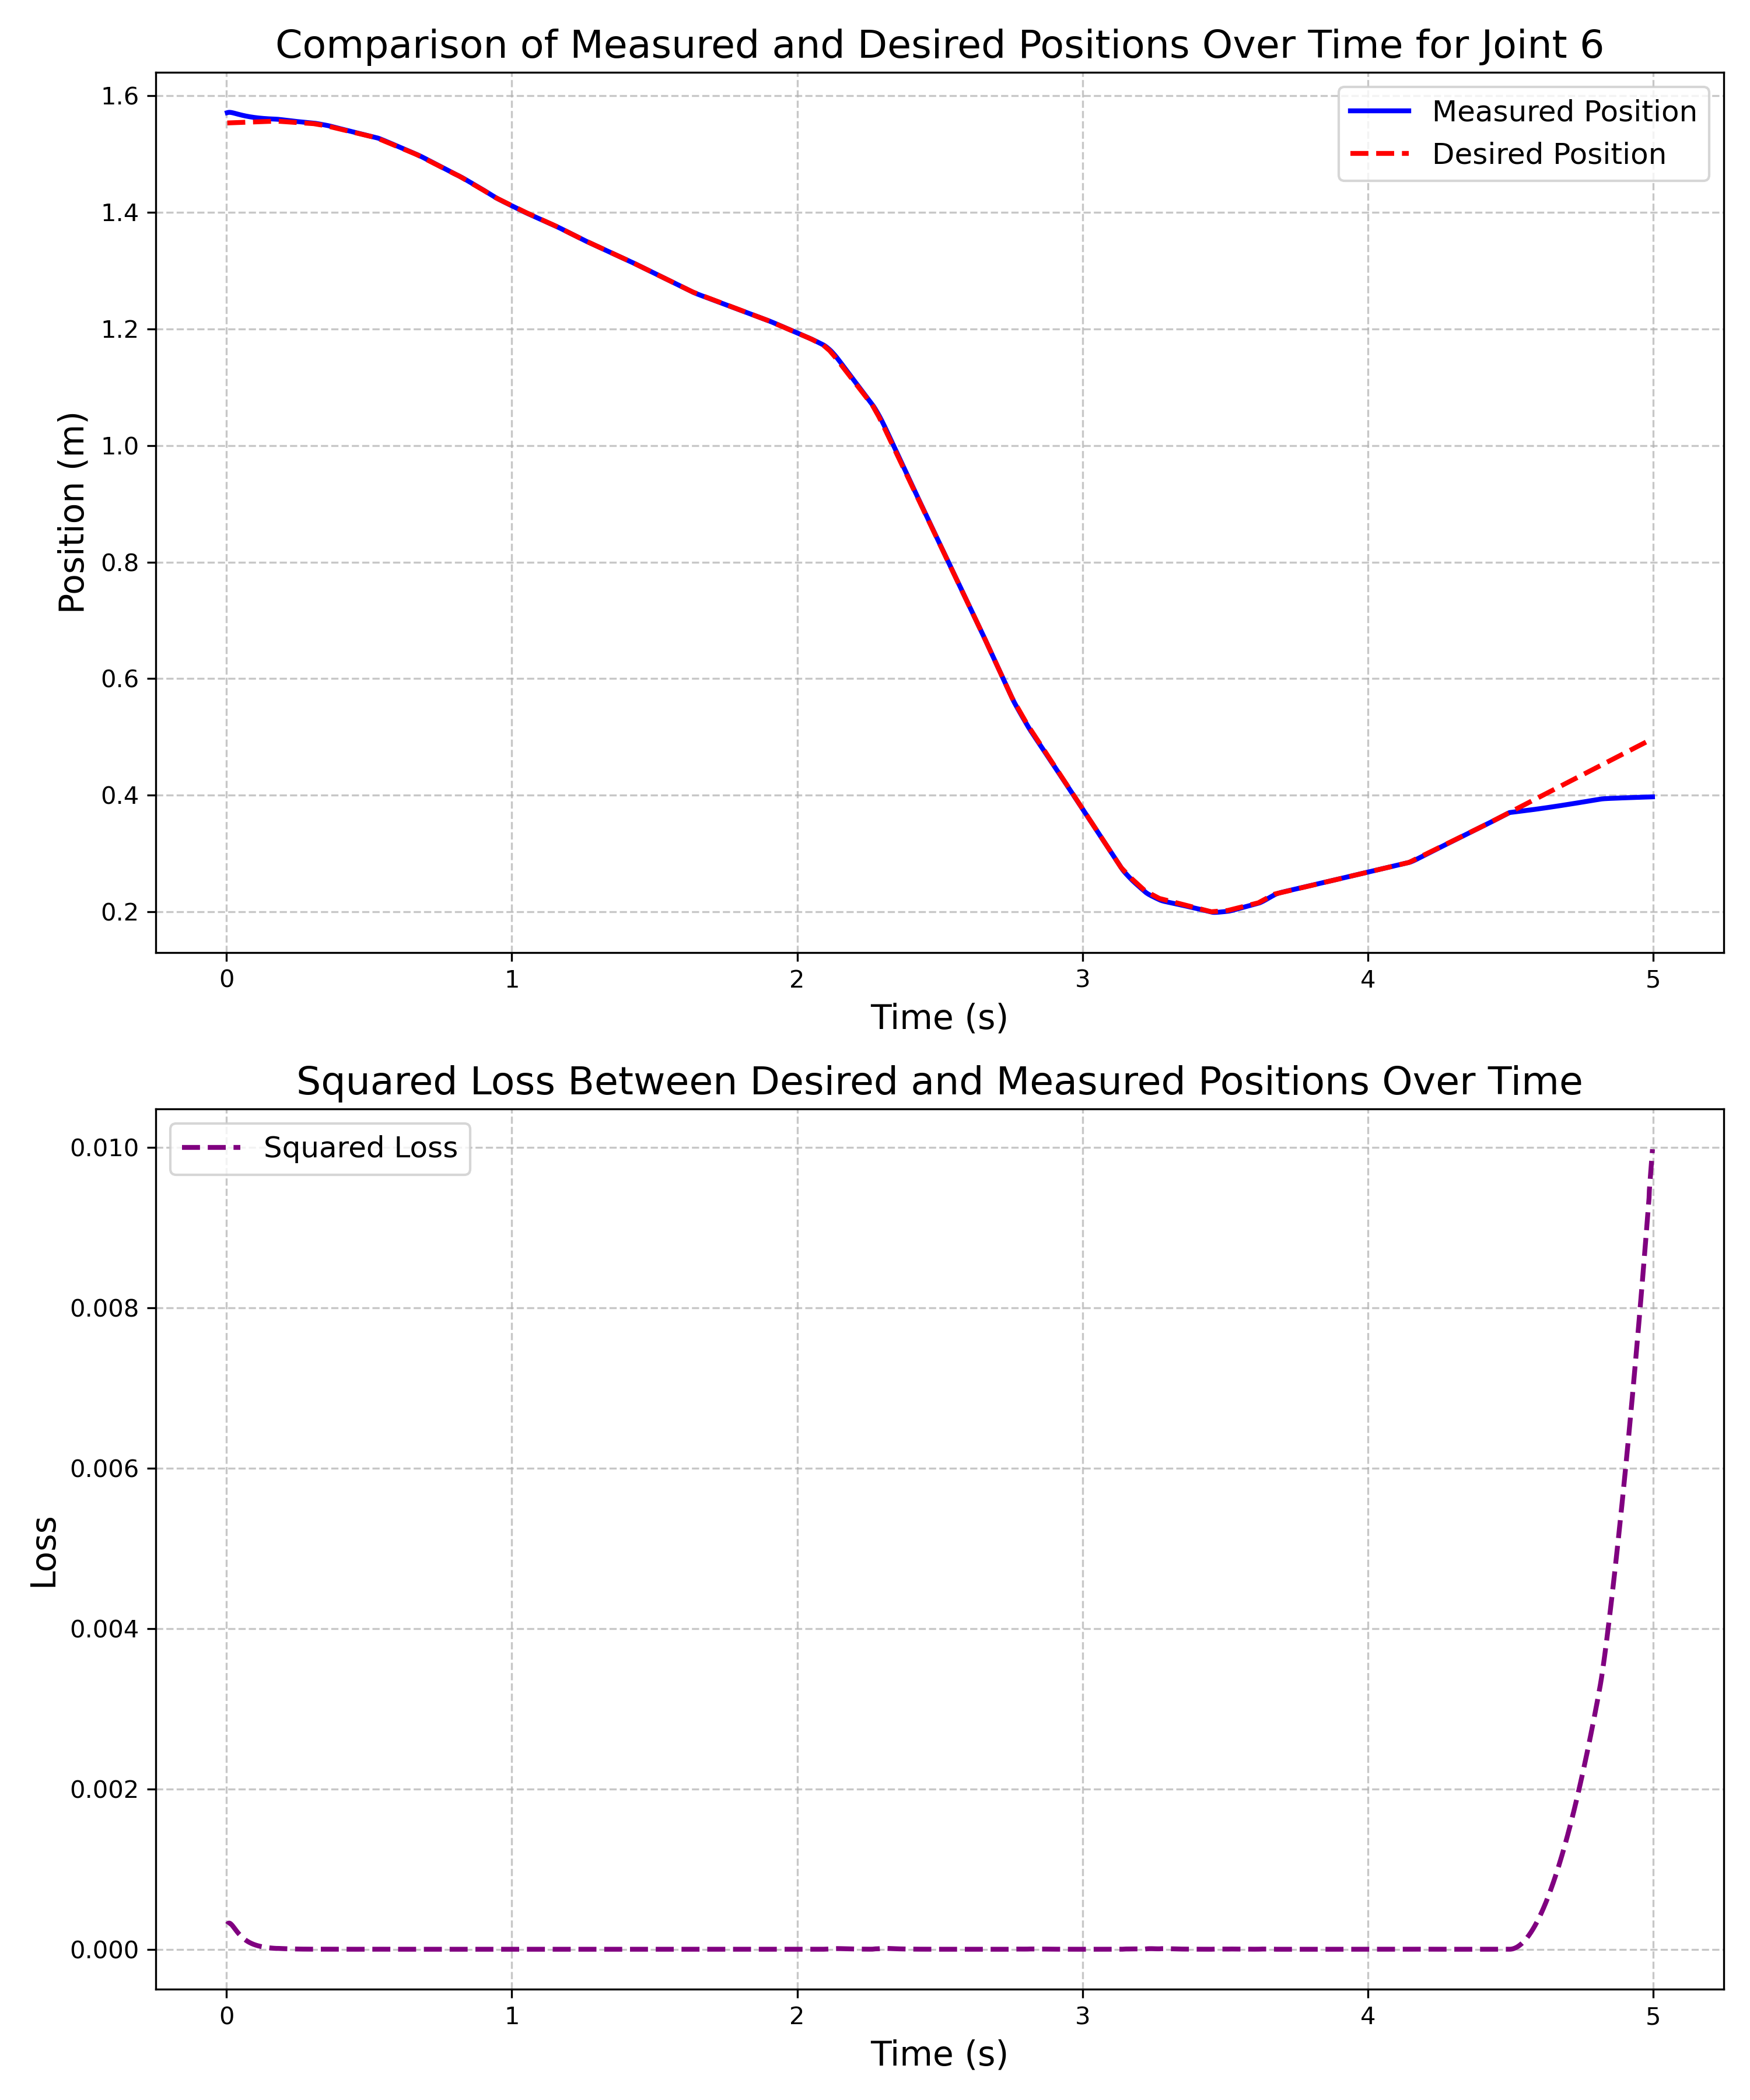 Comparison of Measured and Desired Positions Over Time for Joint 6
Measured Position
Desired Position
Position (m)
1.6
1.4
1.2
1.0
0.8
0.6
0.4
0.2
0 1 2 3 4 5
Time (s)
Squared Loss Between Desired and Measured Positions Over Time
Squared Loss
Loss
0.010
0.008
0.006
0.004
0.002
0.000
0 1 2 3 4 5
Time (s)